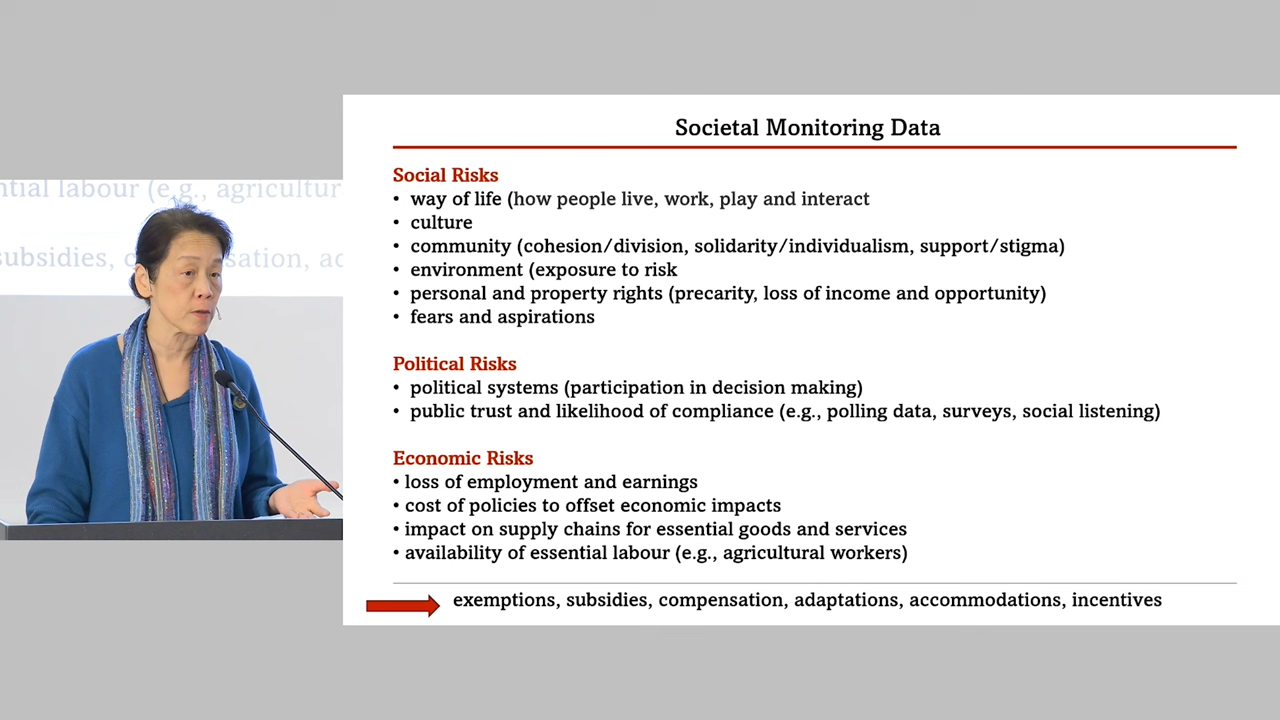 Societal Monitoring Data
Social Risks
• way of life (how people live, work, play and interact
• culture
• community (cohesion/division, solidarity/individualism, support/stigma)
• environment (exposure to risk
• personal and property rights (precarity, loss of income and opportunity)
• fears and aspirations
Political Risks
• political systems (participation in decision making)
• public trust and likelihood of compliance (e.g., polling data, surveys, social listening)
Economic Risks
• loss of employment and earnings
• cost of policies to offset economic impacts
• impact on supply chains for essential goods and services
• availability of essential labour (e.g., agricultural workers)
exemptions, subsidies, compensation, adaptations, accommodations, incentives
labour (e.g.,